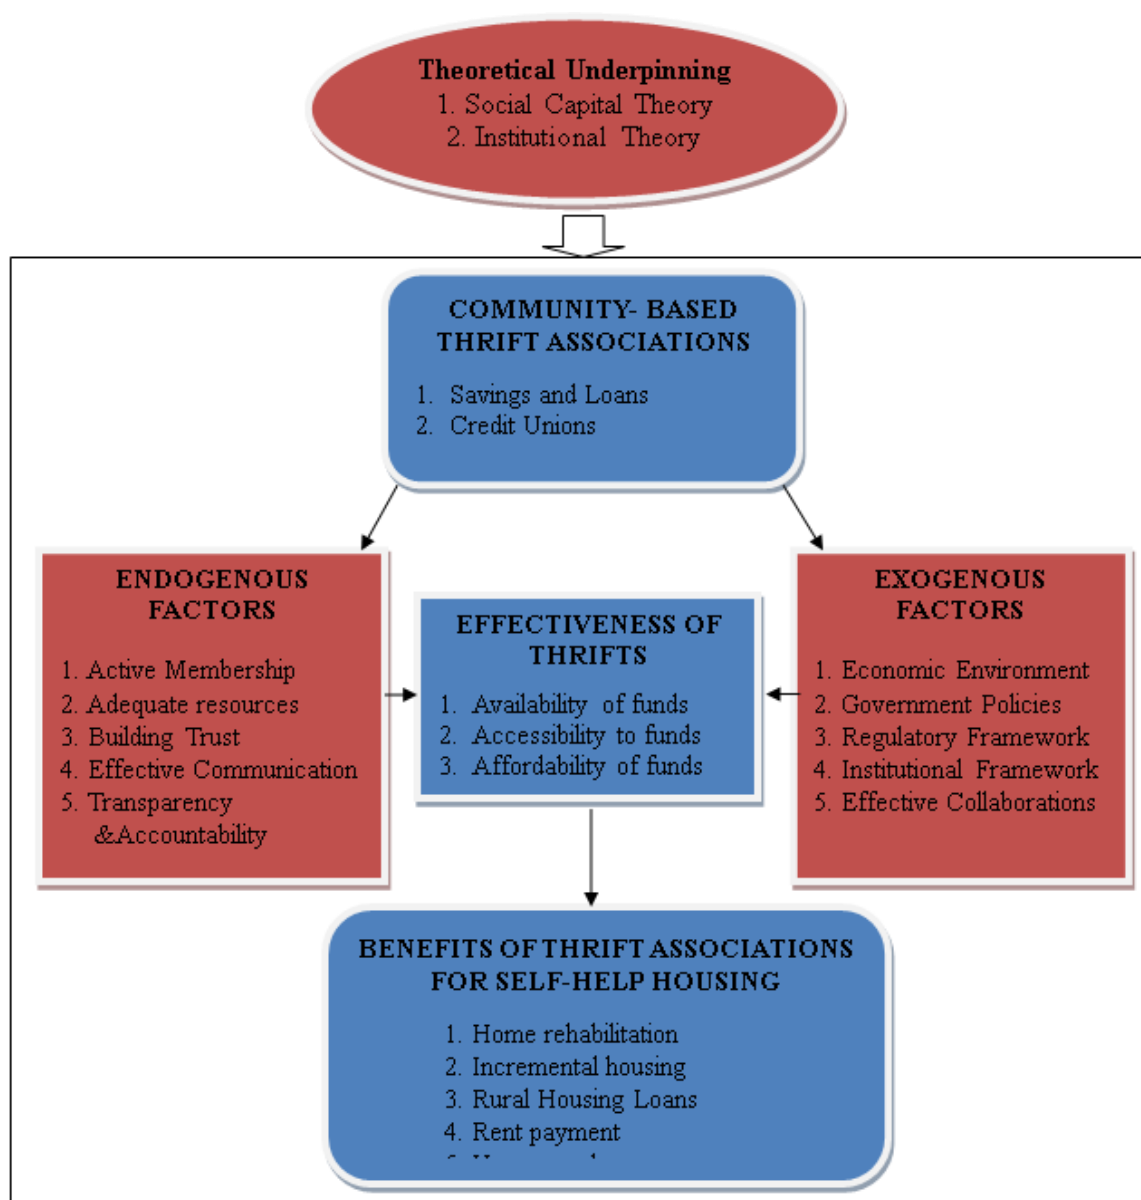 Theoretical Underpinning
1. Social Capital Theory
2. Institutional Theory
COMMUNITY- BASED
THRIFT ASSOCIATIONS
1. Savings and Loans
2. Credit Unions
ENDOGENOUS
FACTORS
1. Active Membership
2. Adequate resources
3. Building Trust
4. Effective Communication
5. Transparency
&Accountability
EFFECTIVENESS OF
THRIFTS
1. Availability of funds
2. Accessibility to funds
3. Affordability of funds
EXOGENOUS
FACTORS
1. Economic Environment
2. Government Policies
3. Regulatory Framework
4. Institutional Framework
5. Effective Collaborations
BENEFITS OF THRIFT ASSOCIATIONS
FOR SELF-HELP HOUSING
1. Home rehabilitation
2. Incremental housing
3. Rural Housing Loans
4. Rent payment